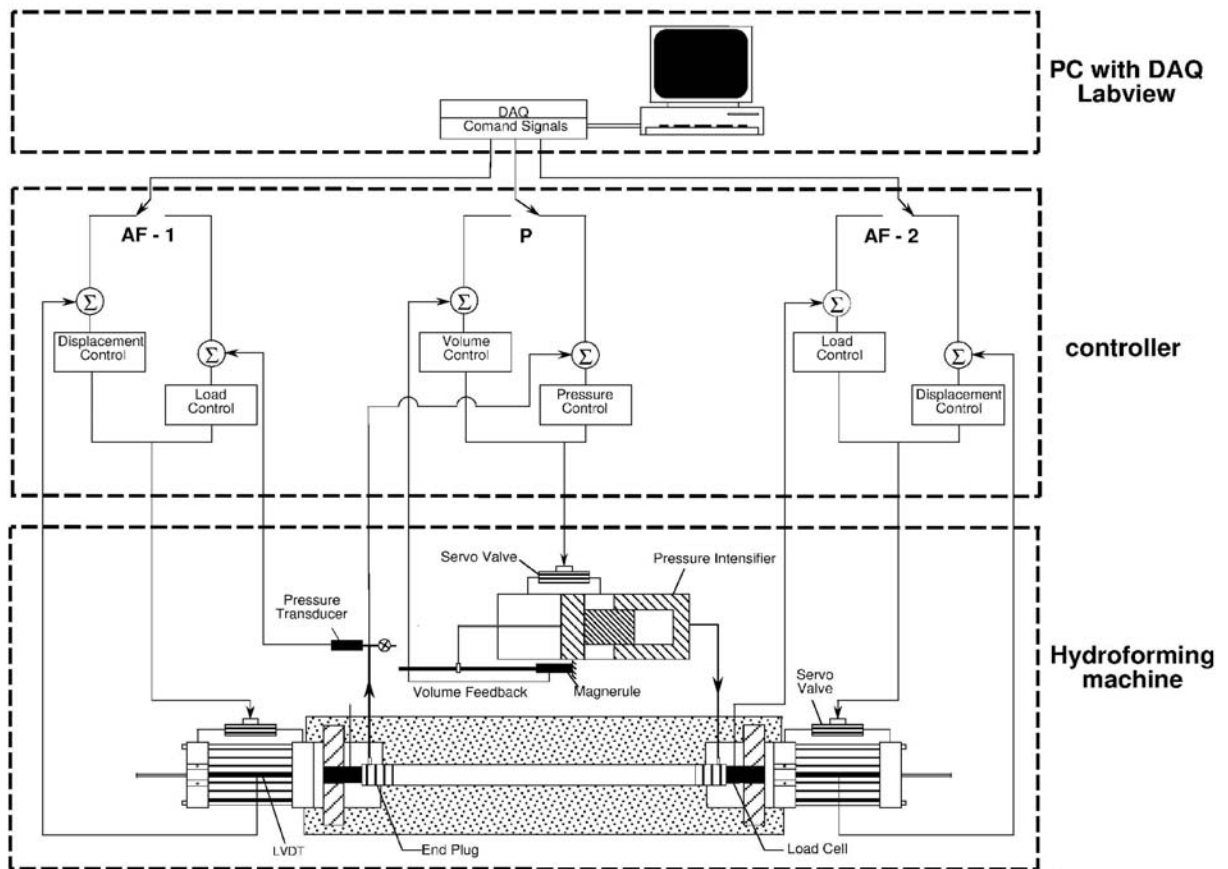 PC with DAQ
Labview
DAQ
Comand Signals
AF - 1
P
AF - 2
Σ
Σ
Σ
Displacement
Control
Volume
Control
Load
Control
Σ
Σ
Σ
controller
Load
Control
Pressure
Control
Displacement
Control
Servo Valve
Pressure Intensifier
Pressure
Transducer
Hydroforming
machine
Volume Feedback
Magnerule
Servo
Valve
LVDT
End Plug
Load Cell